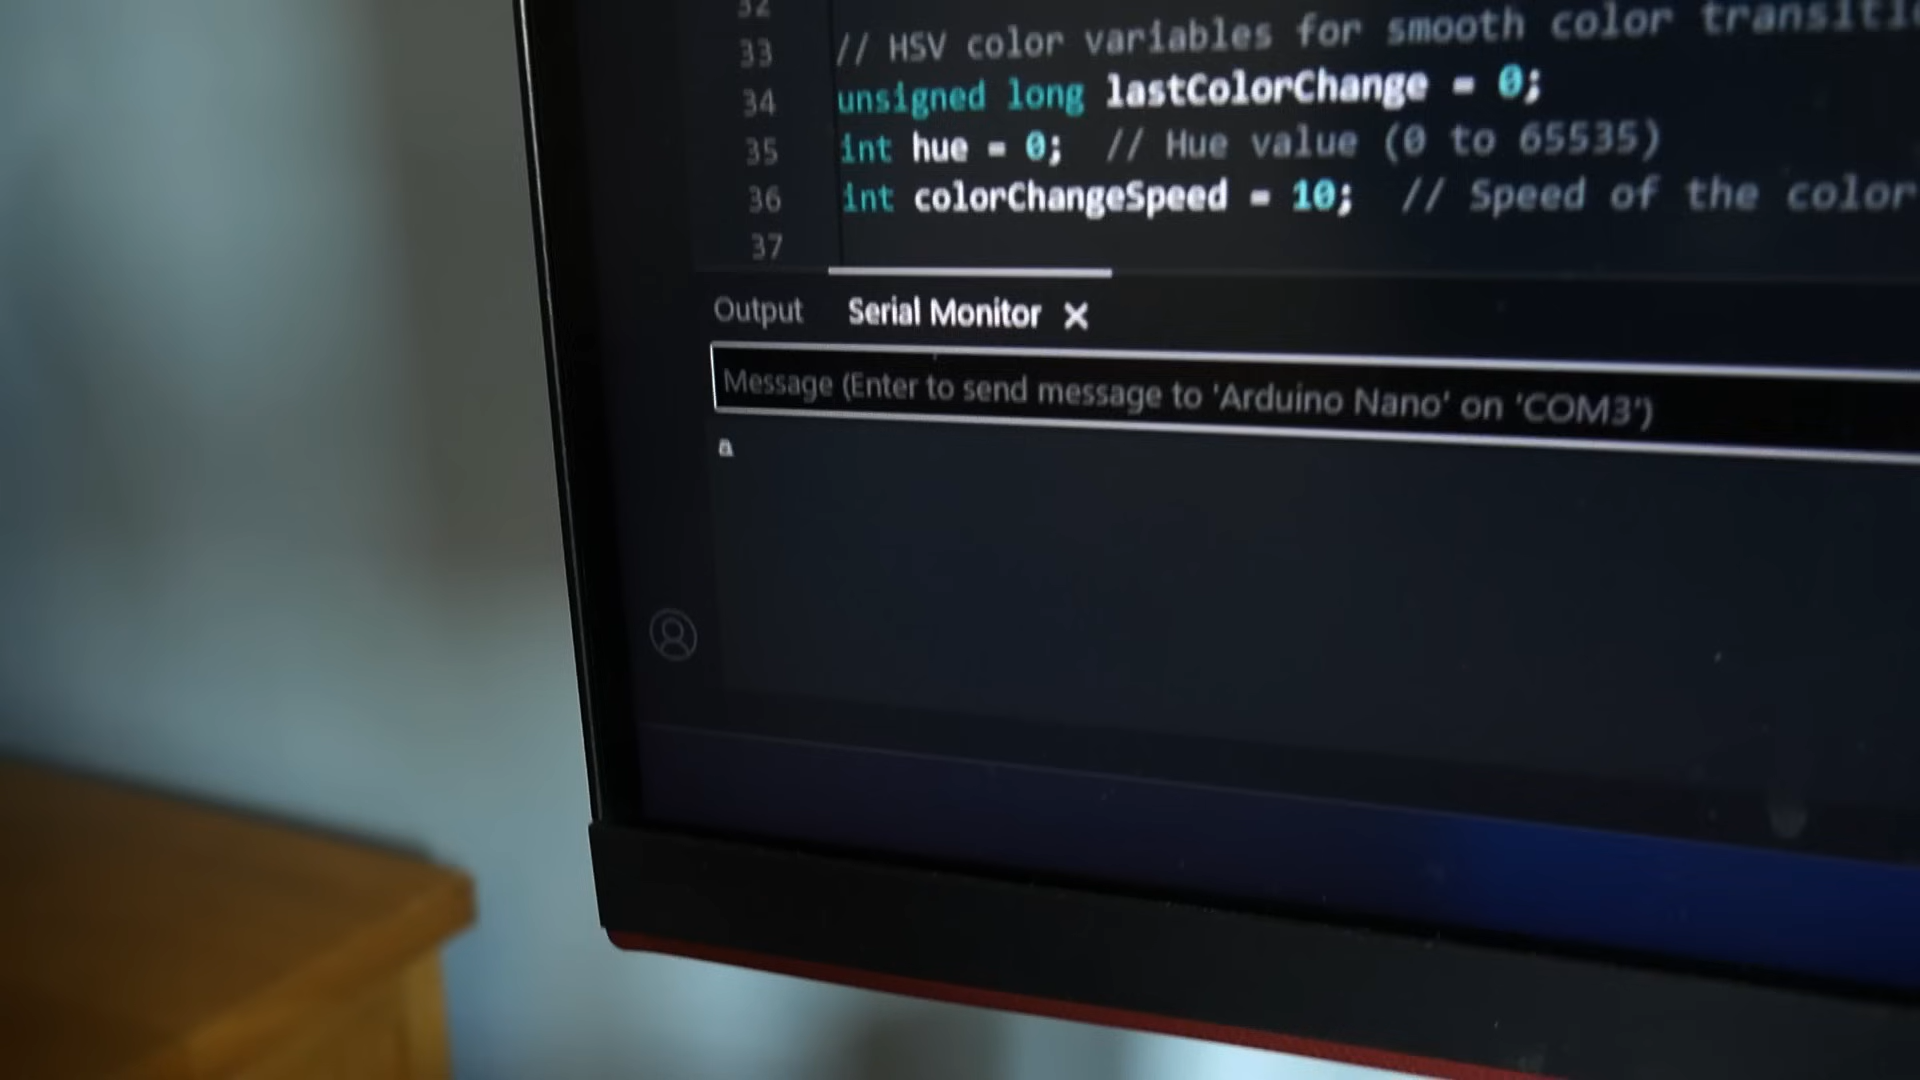 32
33 // HSV color variables for smooth color
34 unsigned long lastColorChange = 0;
35 int hue = 0; // Hue value (0 to 65535)
36 int colorChangeSpeed = 10; // Speed of the color
37
Output Serial Monitor X
Message (Enter to send message to 'Arduino Nano' on 'COM3')
a